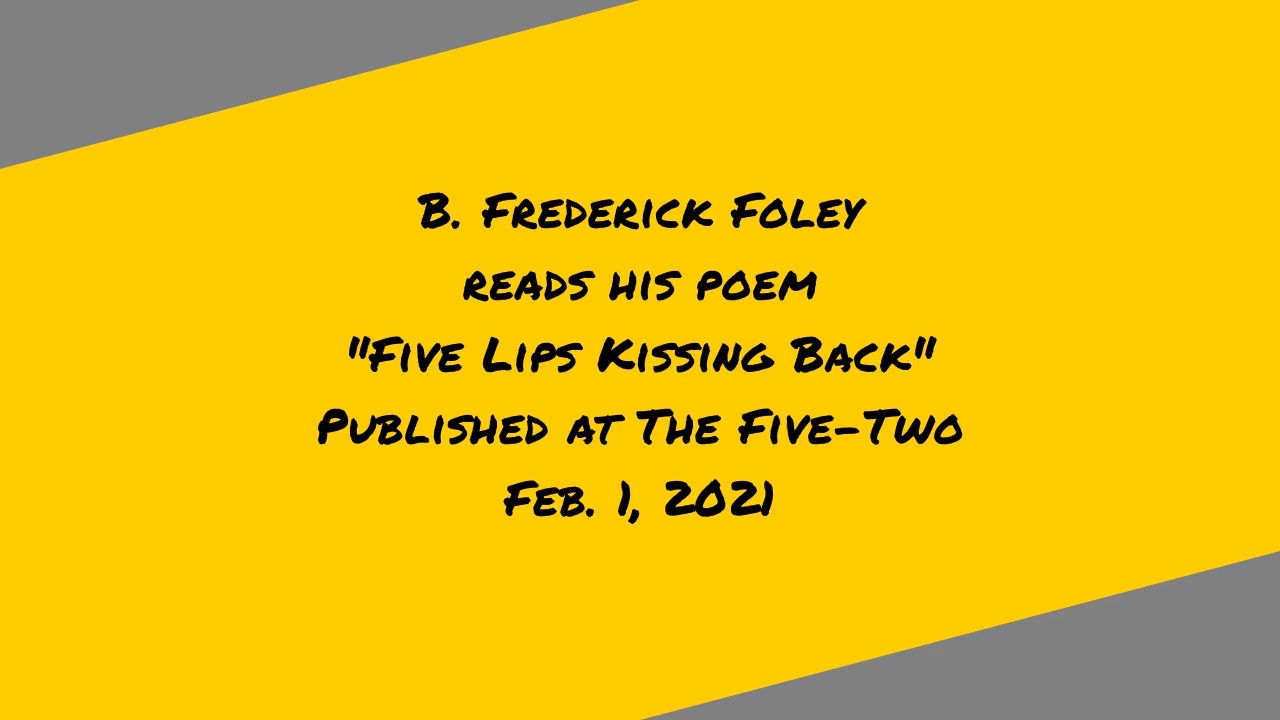 B. Frederick Foley
reads his poem
"Five Lips Kissing Back"
Published at The Five-Two
Feb. 1, 2021